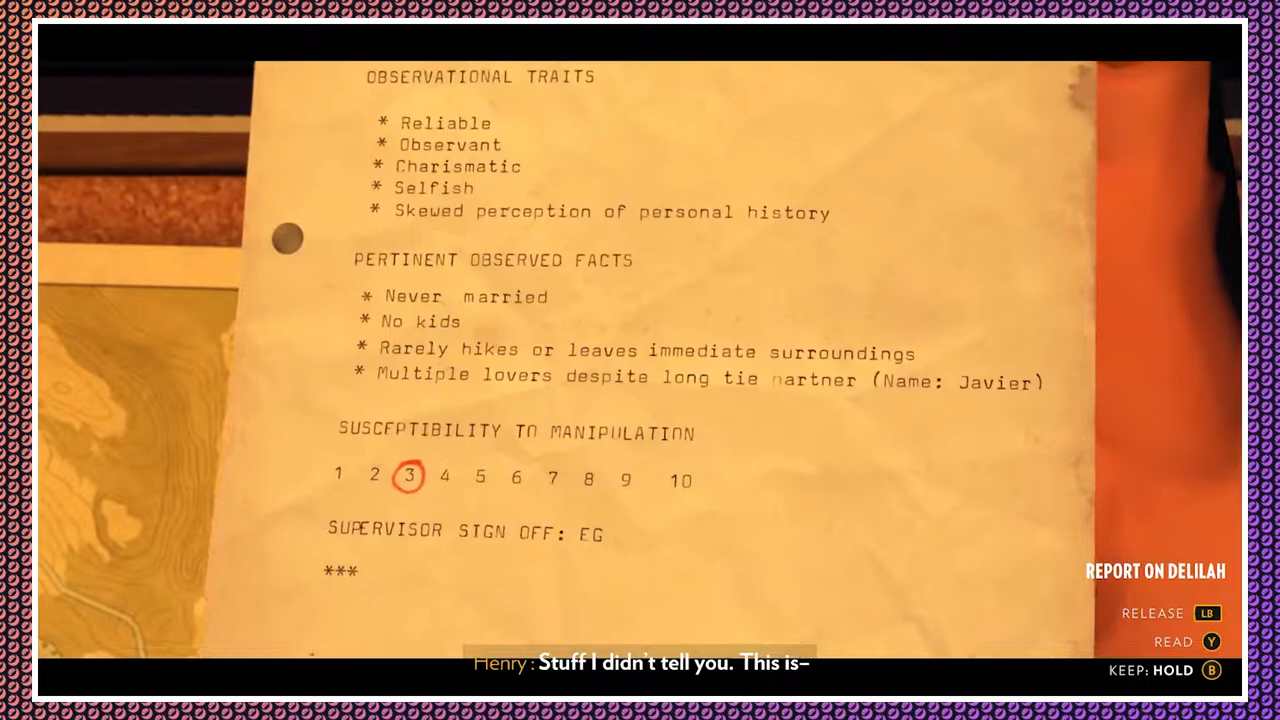 OBSERVATIONAL TRAITS
* Reliable
* Observant
* Charismatic
* Selfish
* Skewed perception of personal history
PERTINENT OBSERVED FACTS
* Never married
* No kids
* Rarely hikes or leaves immediate surroundings
* Multiple lovers despite long tie partner (Name: Javier)
SUSCEPTIBILITY TO MANIPULATION
1 2 3 4 5 6 7 8 9 10
SUPERVISOR SIGN OFF: EG
***
REPORT ON DELILAH
RELEASE LB
READ Y
KEEP: HOLD B
Henry : Stuff I didn't tell you. This is–